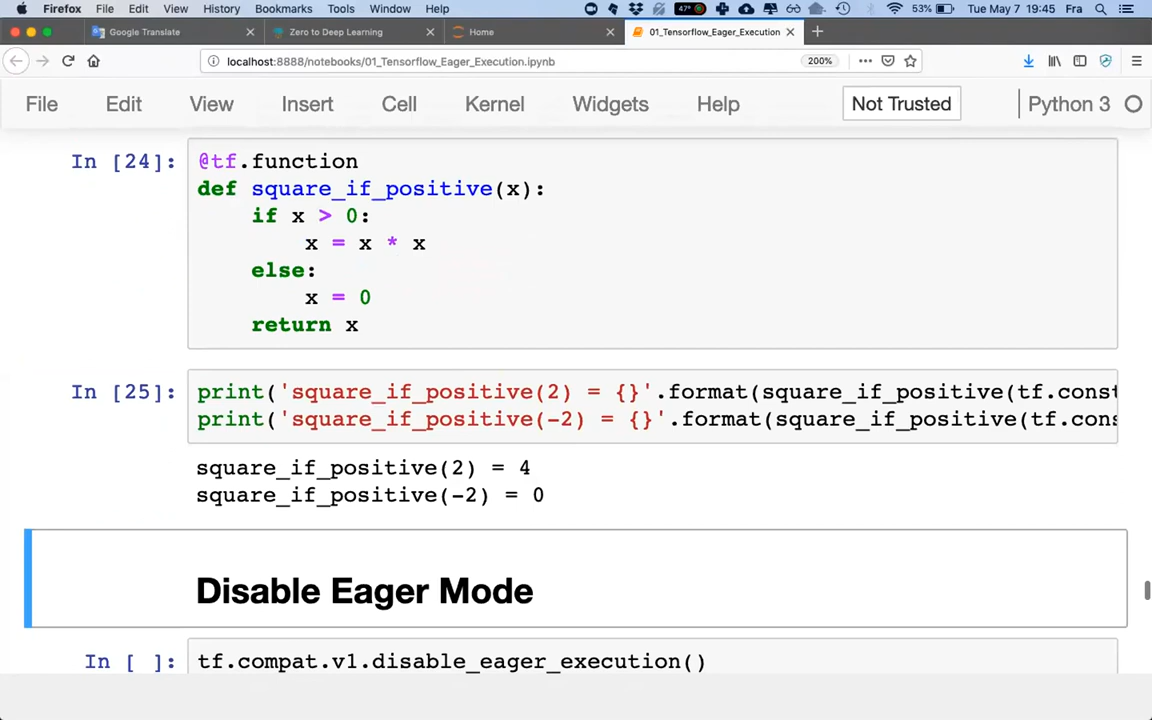 Firefox File Edit View History Bookmarks Tools Window Help 47° 53% Tue May 7 19:45 Fra
Google Translate Zero to Deep Learning Home 01_Tensorflow_Eager_Execution
localhost:8888/notebooks/01_Tensorflow_Eager_Execution.ipynb 200%
File Edit View Insert Cell Kernel Widgets Help Not Trusted Python 3
In [24]: @tf.function
def square_if_positive(x):
if x > 0:
x = x * x
else:
x = 0
return x
In [25]: print('square_if_positive(2) = {}'.format(square_if_positive(tf.const
print('square_if_positive(-2) = {}'.format(square_if_positive(tf.cons
square_if_positive(2) = 4
square_if_positive(-2) = 0
Disable Eager Mode
In [ ]: tf.compat.v1.disable_eager_execution()